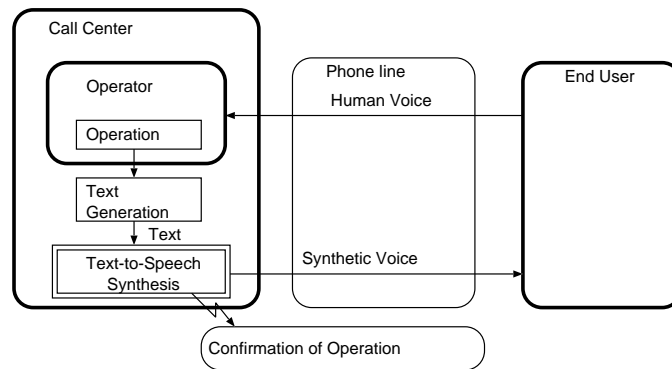 Call Center
Operator
Operation
Text
Generation
Text
Text-to-Speech
Synthesis
Phone line
Human Voice
Synthetic Voice
End User
Confirmation of Operation